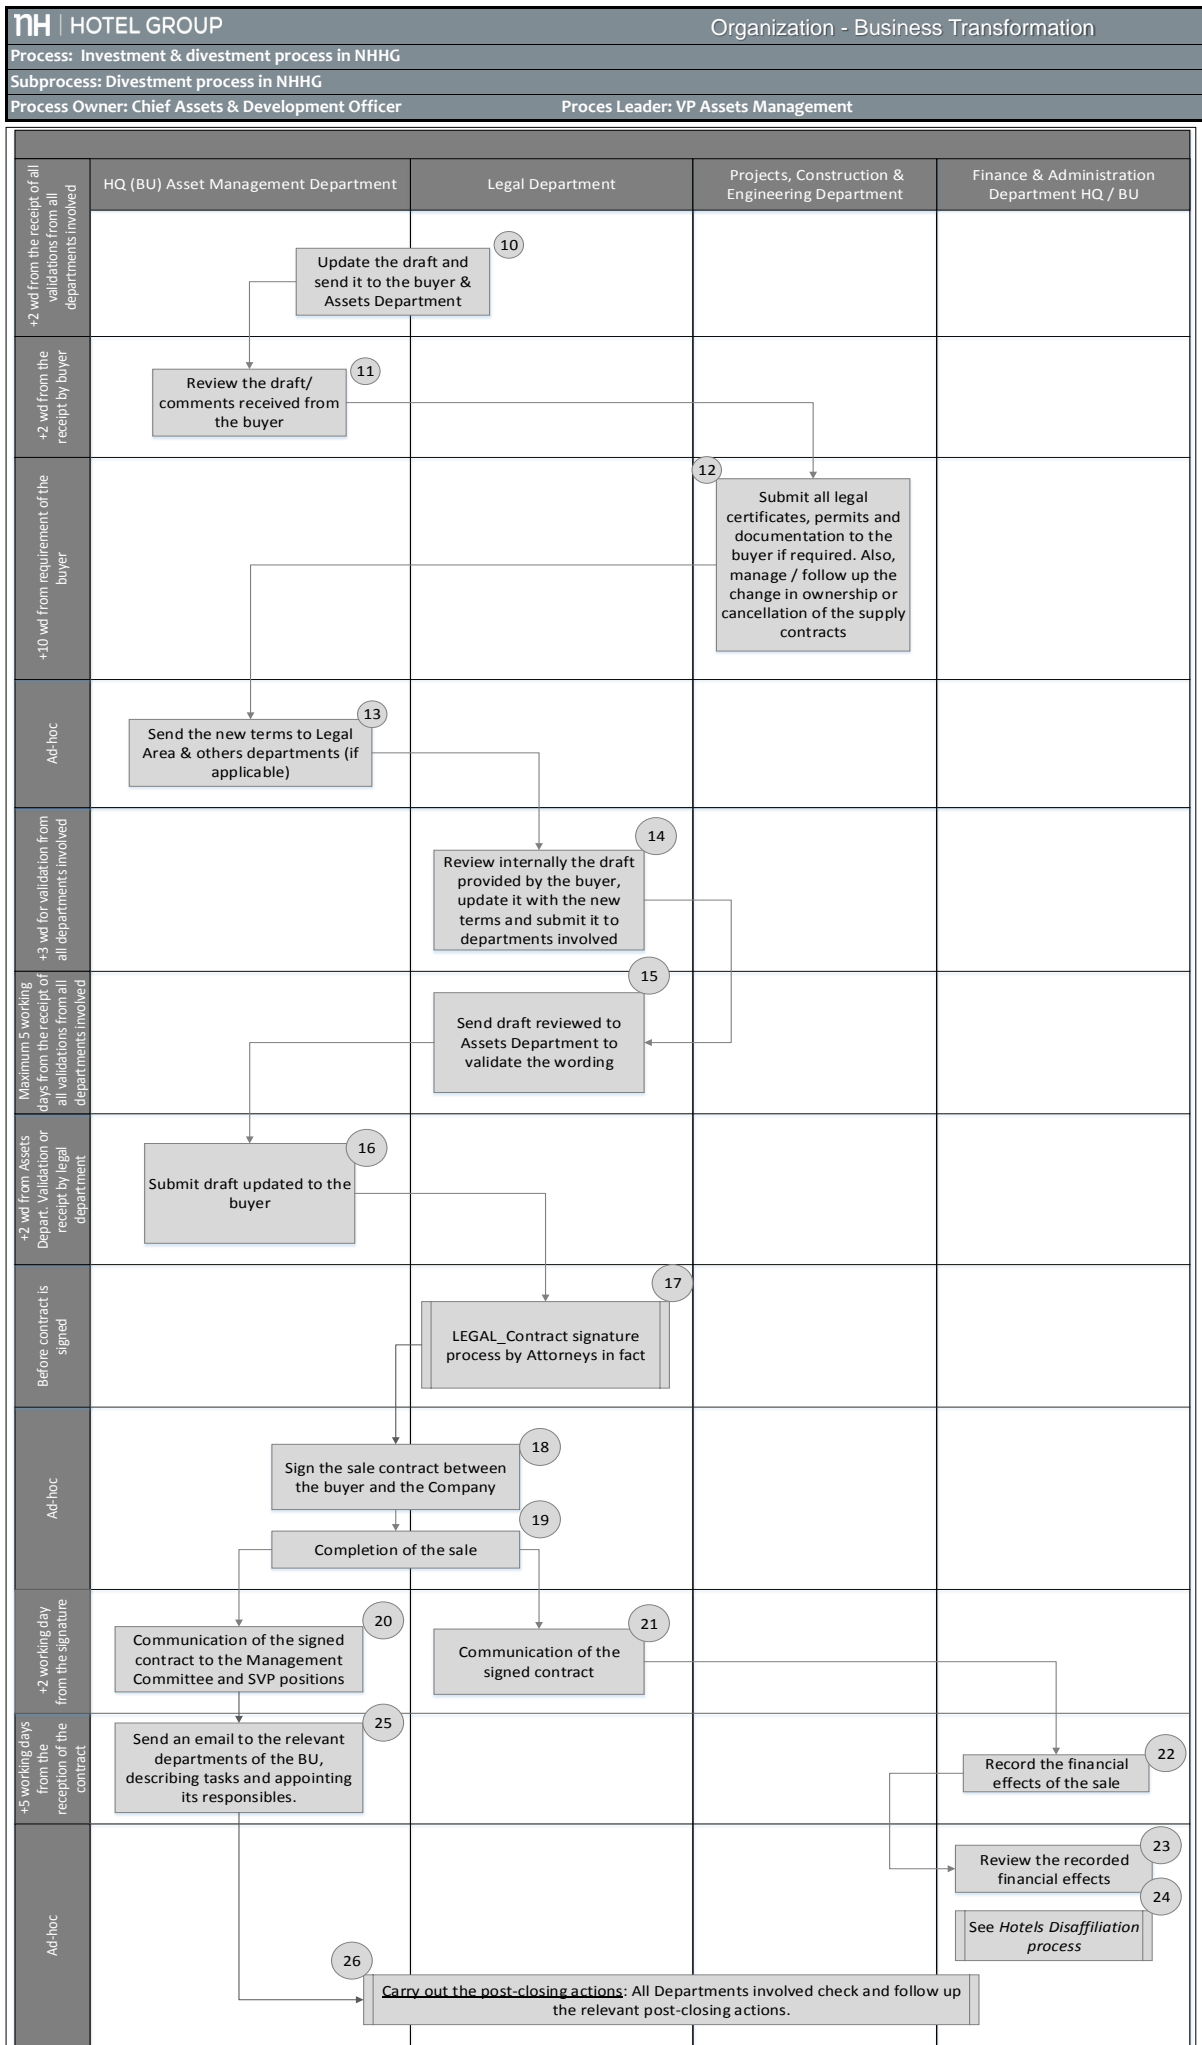 nH | HOTEL GROUP
Organization - Business Transformation
Process: Investment & divestment process in NHHG
Subprocess: Divestment process in NHHG
Process Owner: Chief Assets & Development Officer
Proces Leader: VP Assets Management
HQ (BU) Asset Management Department
Legal Department
Projects, Construction &
Engineering Department
Finance & Administration
Department HQ / BU
+2 wd from the receipt of all
validations from all
departments involved
10
Update the draft and
send it to the buyer &
Assets Department
+2 wd from the
receipt by buyer
11
Review the draft/
comments received from
the buyer
+10 wd from requirement of the
buyer
12
Submit all legal
certificates, permits and
documentation to the
buyer if required. Also,
manage / follow up the
change in ownership or
cancellation of the supply
contracts
Ad-hoc
13
Send the new terms to Legal
Area & others departments (if
applicable)
+3 wd for validation from
all departments involved
14
Review internally the draft
provided by the buyer,
update it with the new
terms and submit it to
departments involved
Maximum 5 working
days from the receipt of
all validations from all
departments involved
15
Send draft reviewed to
Assets Department to
validate the wording
+2 wd from Assets
Depart. Validation or
receipt by legal
department
16
Submit draft updated to the
buyer
Before contract is
signed
17
LEGAL_Contract signature
process by Attorneys in fact
Ad-hoc
18
Sign the sale contract between
the buyer and the Company
19
Completion of the sale
+2 working day
from the signature
20
Communication of the signed
contract to the Management
Committee and SVP positions
21
Communication of the
signed contract
+5 working days
from the
reception of the
contract
25
Send an email to the relevant
departments of the BU,
describing tasks and appointing
its responsibles.
22
Record the financial
effects of the sale
Ad-hoc
23
Review the recorded
financial effects
24
See Hotels Disaffiliation
process
26
Carry out the post-closing actions: All Departments involved check and follow up
the relevant post-closing actions.